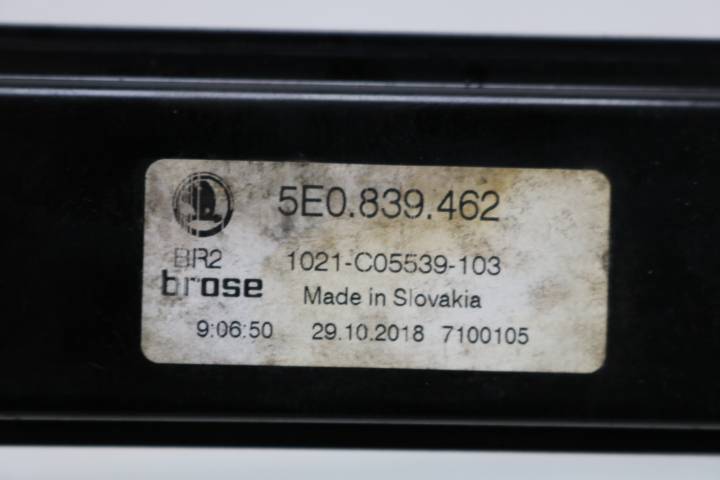 5E0.839.462
BR2 1021-C05539-103
brose Made in Slovakia
9:06:50 29.10.2018 7100105